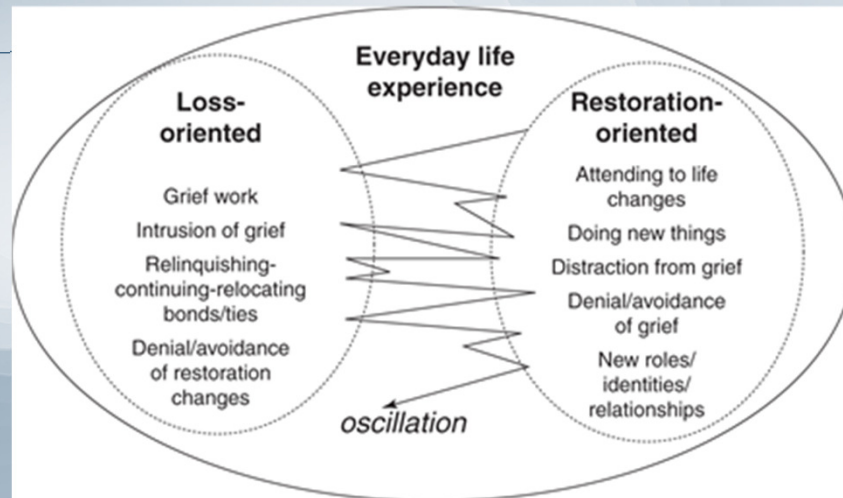 Everyday life
experience
Loss-
oriented
Grief work
Intrusion of grief
Relinquishing-
continuing-relocating
bonds/ties
Denial/avoidance
of restoration
changes
Restoration-
oriented
Attending to life
changes
Doing new things
Distraction from grief
Denial/avoidance
of grief
New roles/
identities/
relationships
oscillation